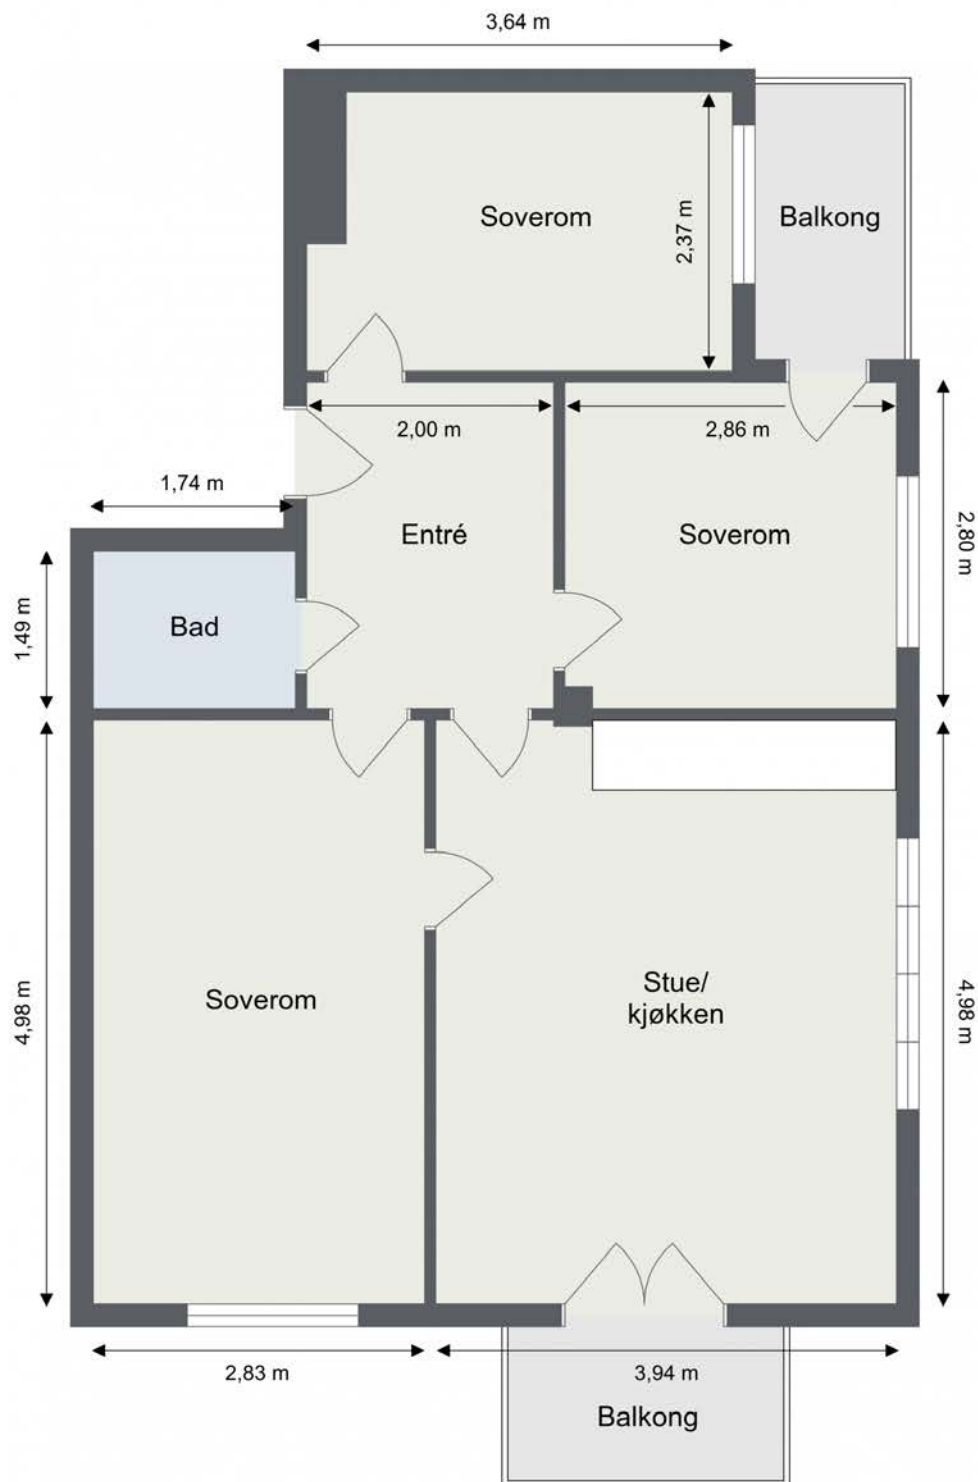 3,64 m
Soverom
2,37 m
Balkong
2,00 m
2,86 m
1,74 m
Entré
Soverom
2,80 m
1,49 m
Bad
4,98 m
Soverom
Stue/
kjøkken
4,98 m
2,83 m
3,94 m
Balkong